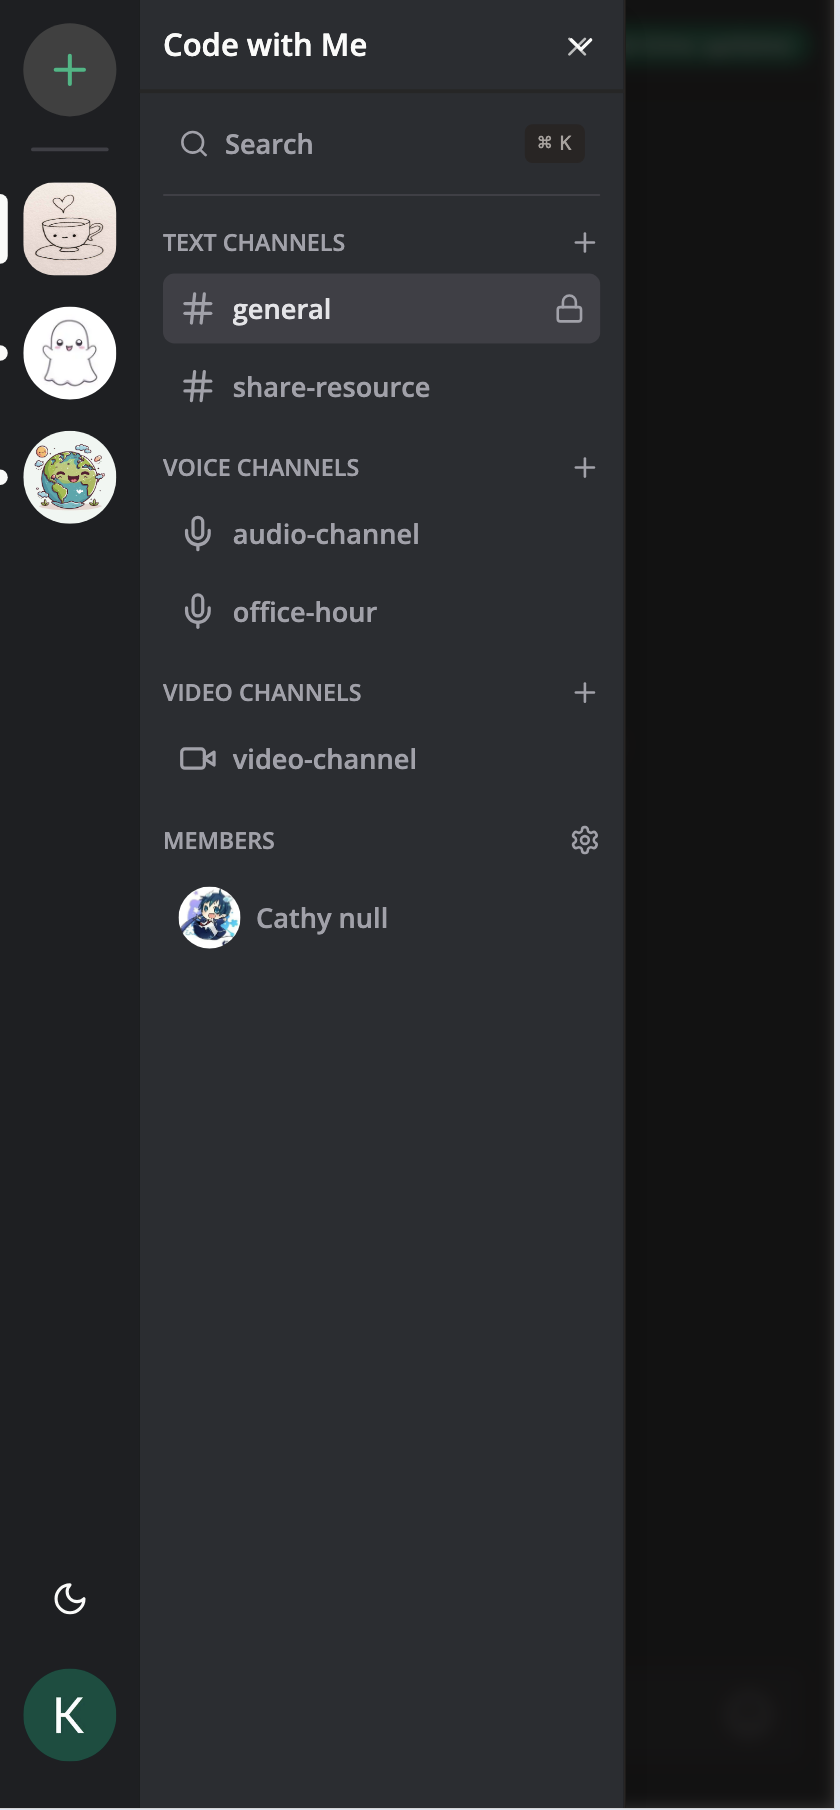 Code with Me
Search
⌘ K
TEXT CHANNELS
general
share-resource
VOICE CHANNELS
audio-channel
office-hour
VIDEO CHANNELS
video-channel
MEMBERS
Cathy null
K